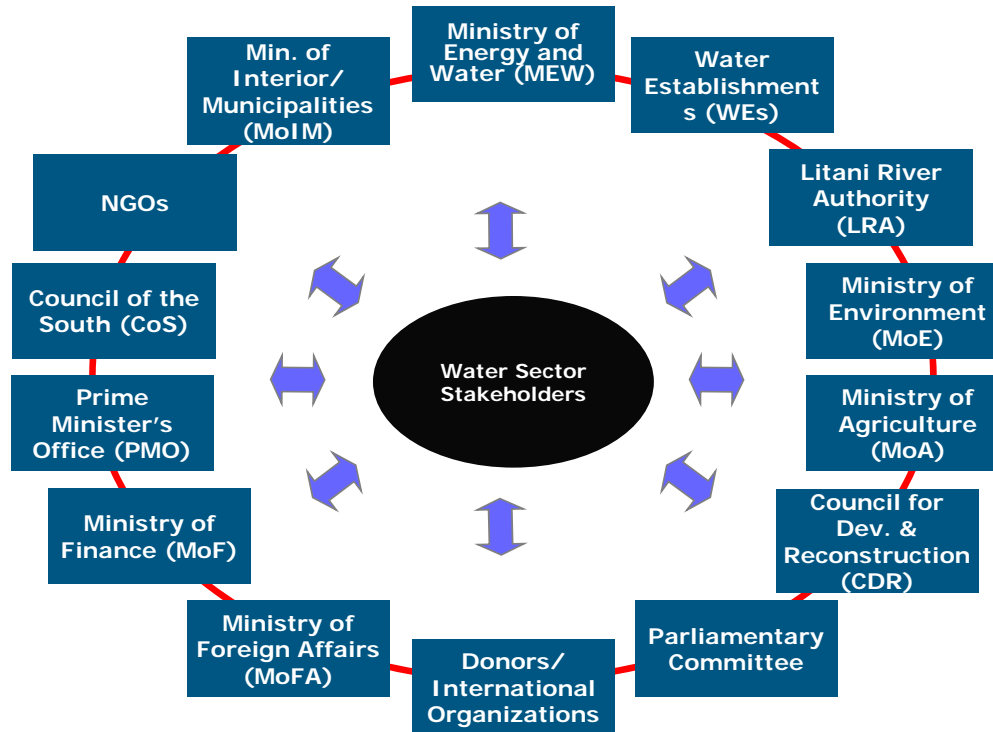 Ministry of
Energy and
Water (MEW)
Water
Establishment
s (WEs)
Litani River
Authority
(LRA)
Ministry of
Environment
(MoE)
Ministry of
Agriculture
(MoA)
Council for
Dev. &
Reconstruction
(CDR)
Parliamentary
Committee
Donors/
International
Organizations
Ministry of
Foreign Affairs
(MoFA)
Ministry of
Finance (MoF)
Prime
Minister's
Office (PMO)
Council of the
South (CoS)
NGOs
Min. of
Interior/
Municipalities
(MoIM)
Water Sector
Stakeholders